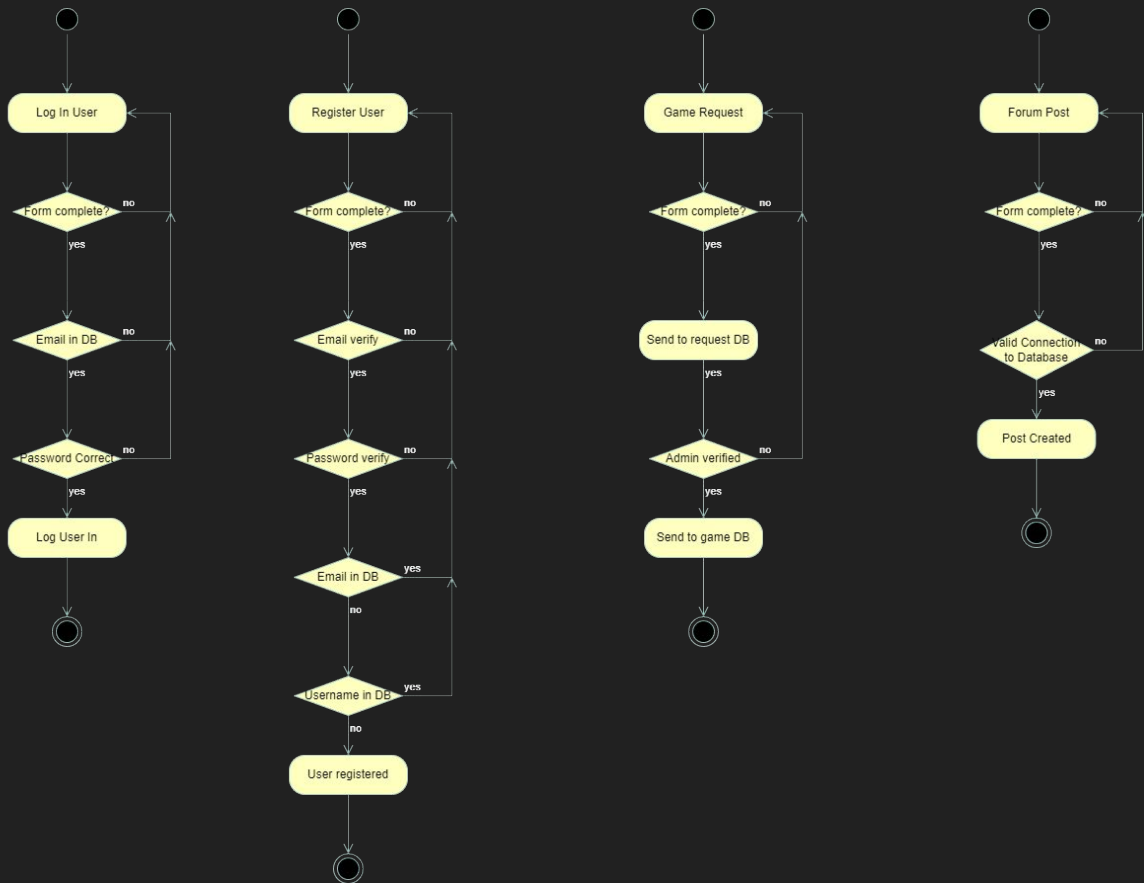 Log In User
Form complete?
no
yes
Email in DB
no
yes
Password Correct
no
yes
Log User In
Register User
Form complete?
no
yes
Email verify
no
yes
Password verify
no
yes
Email in DB
yes
no
Username in DB
yes
no
User registered
Game Request
Form complete?
no
yes
Send to request DB
yes
Admin verified
no
yes
Send to game DB
Forum Post
Form complete?
no
yes
Valid Connection
to Database
no
yes
Post Created